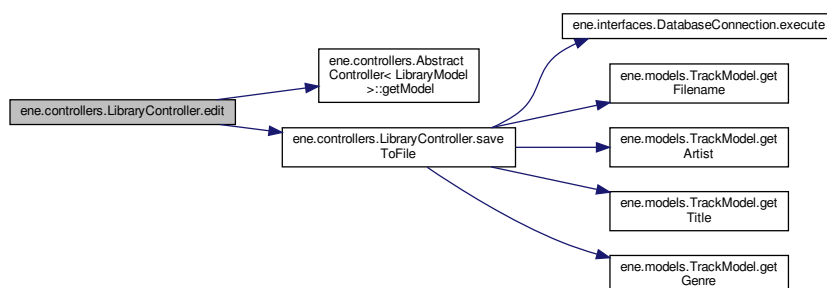 ene.controllers.LibraryController.edit
ene.controllers.Abstract
Controller< LibraryModel
>::getModel
ene.controllers.LibraryController.save
ToFile
ene.interfaces.DatabaseConnection.execute
ene.models.TrackModel.get
Filename
ene.models.TrackModel.get
Artist
ene.models.TrackModel.get
Title
ene.models.TrackModel.get
Genre